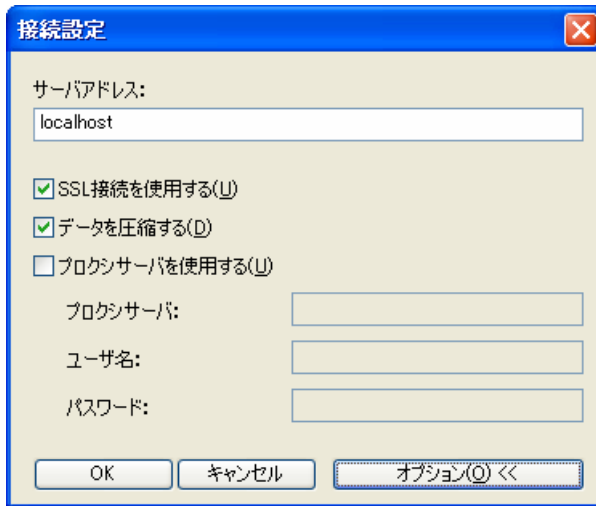 接続設定
サーバアドレス:
localhost
SSL接続を使用する(U)
データを圧縮する(D)
プロクシサーバを使用する(U)
プロクシサーバ:
ユーザ名:
パスワード:
OK キャンセル オプション(O) <<